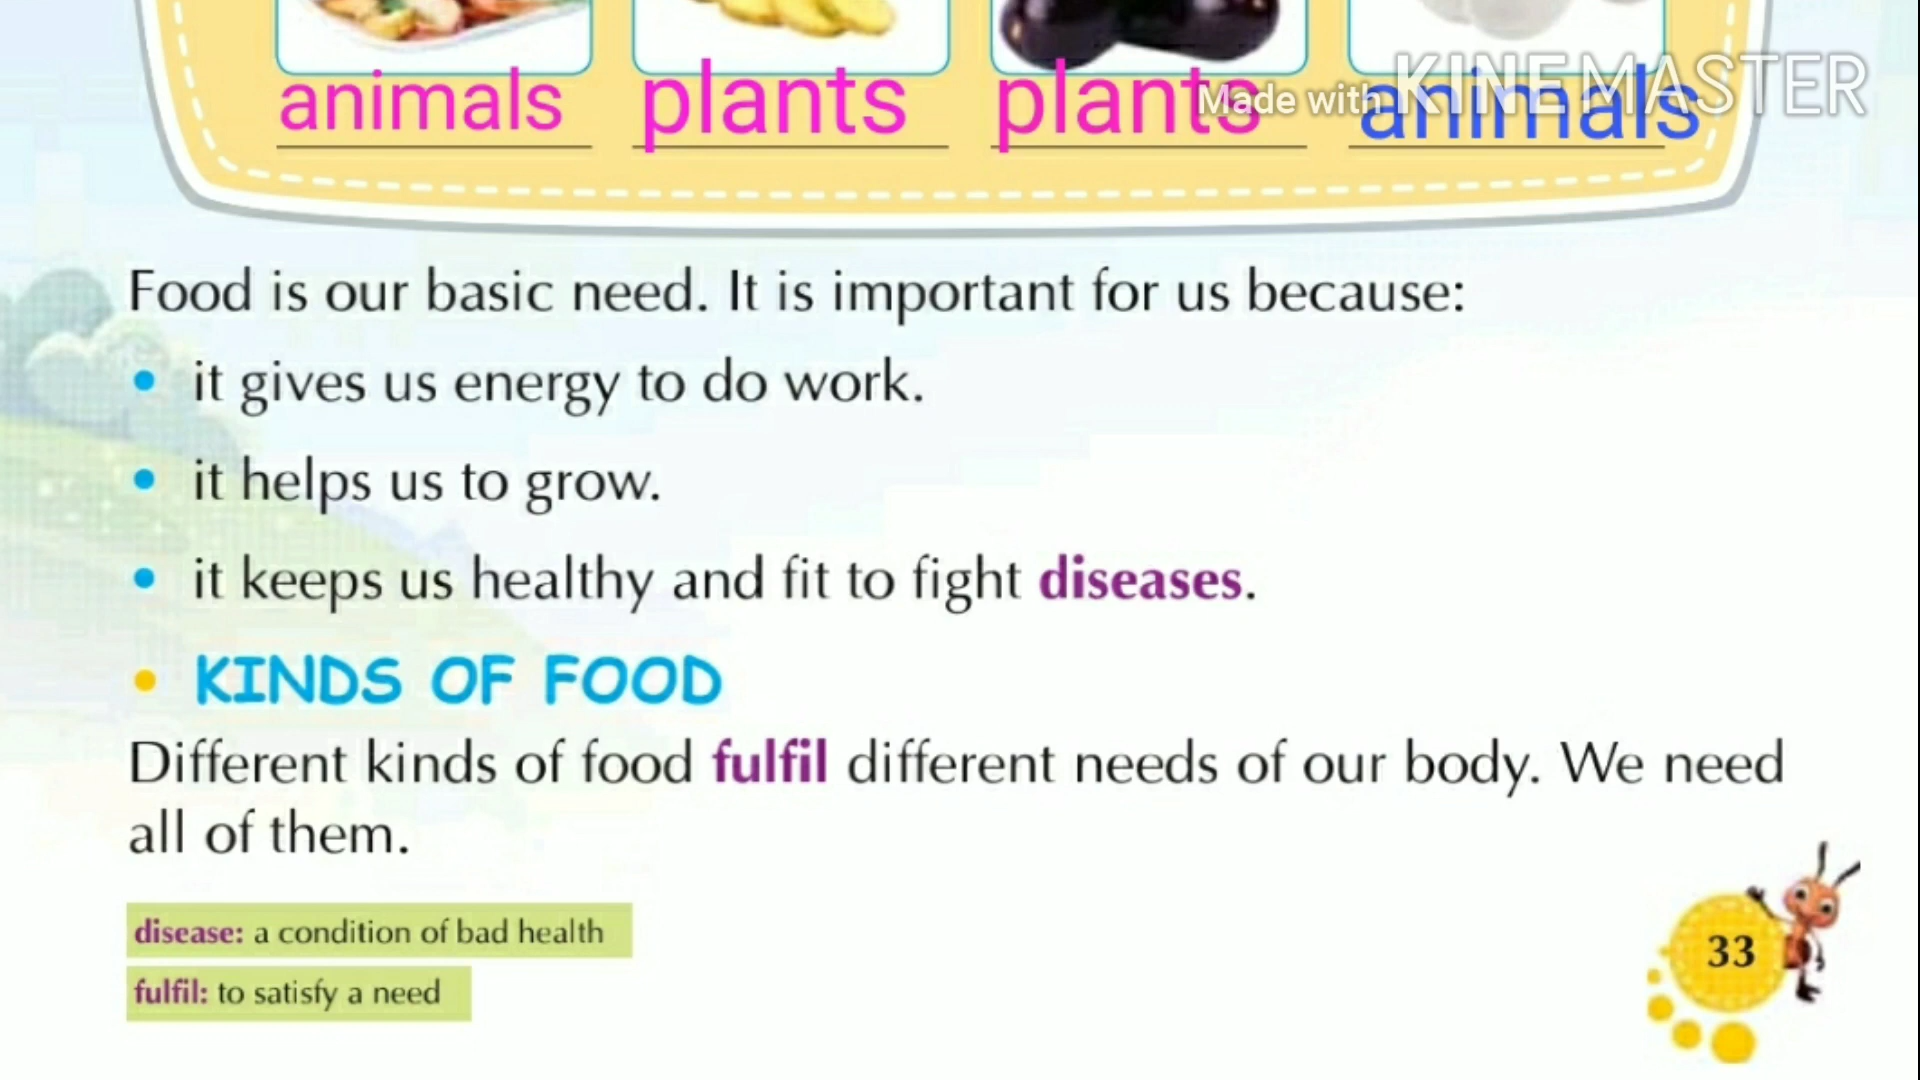 animals plants plants animals
Made with KINEMASTER
Food is our basic need. It is important for us because:
• it gives us energy to do work.
• it helps us to grow.
• it keeps us healthy and fit to fight diseases.
• KINDS OF FOOD
Different kinds of food fulfil different needs of our body. We need
all of them.
disease: a condition of bad health
fulfil: to satisfy a need
33